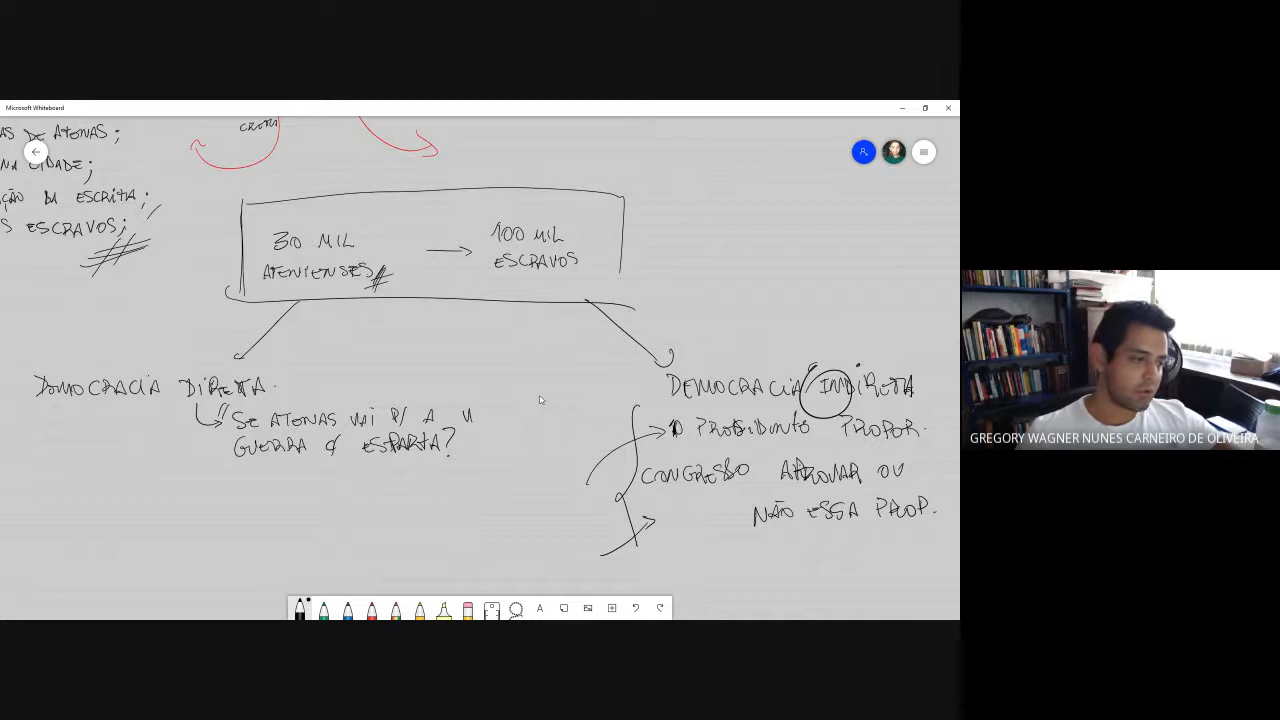 Microsoft Whiteboard
AS DE ATENAS;
NA CIDADE;
AÇÃO DA ESCRITA;
S ESCRAVOS;
30 MIL
ATENIENSES
100 MIL
ESCRAVOS
DEMOCRACIA DIRETA.
"SE ATENAS VAI P/ A
GUERRA C/ ESPARTA?
DEMOCRACIA INDIRETA
PROPOR.
CONGRESSO APROVAR OU
NÃO ESSA PROP.
GREGORY WAGNER NUNES CARNEIRO DE OLIVEIRA